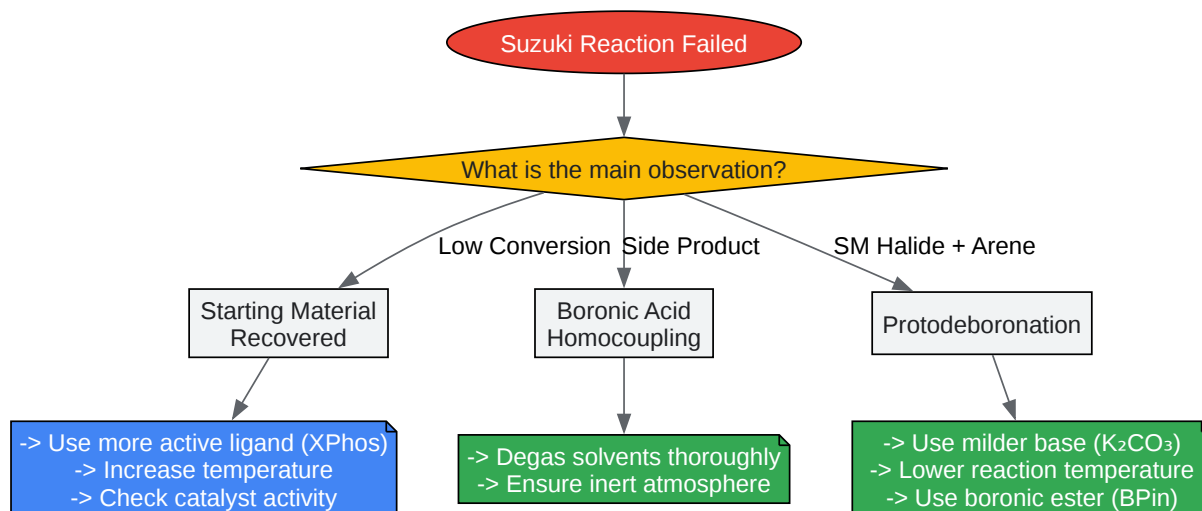 Suzuki Reaction Failed
What is the main observation?
Low Conversion
Side Product
SM Halide + Arene
Starting Material
Recovered
Boronic Acid
Homocoupling
Protodeboronation
-> Use more active ligand (XPhos)
-> Increase temperature
-> Check catalyst activity
-> Degas solvents thoroughly
-> Ensure inert atmosphere
-> Use milder base (K₂CO₃)
-> Lower reaction temperature
-> Use boronic ester (BPin)